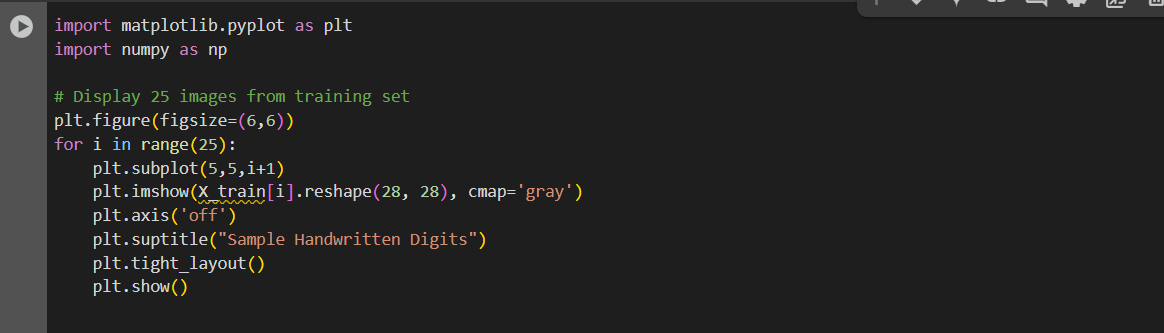 import matplotlib.pyplot as plt
import numpy as np

# Display 25 images from training set
plt.figure(figsize=(6,6))
for i in range(25):
    plt.subplot(5,5,i+1)
    plt.imshow(X_train[i].reshape(28, 28), cmap='gray')
    plt.axis('off')
    plt.suptitle("Sample Handwritten Digits")
    plt.tight_layout()
    plt.show()